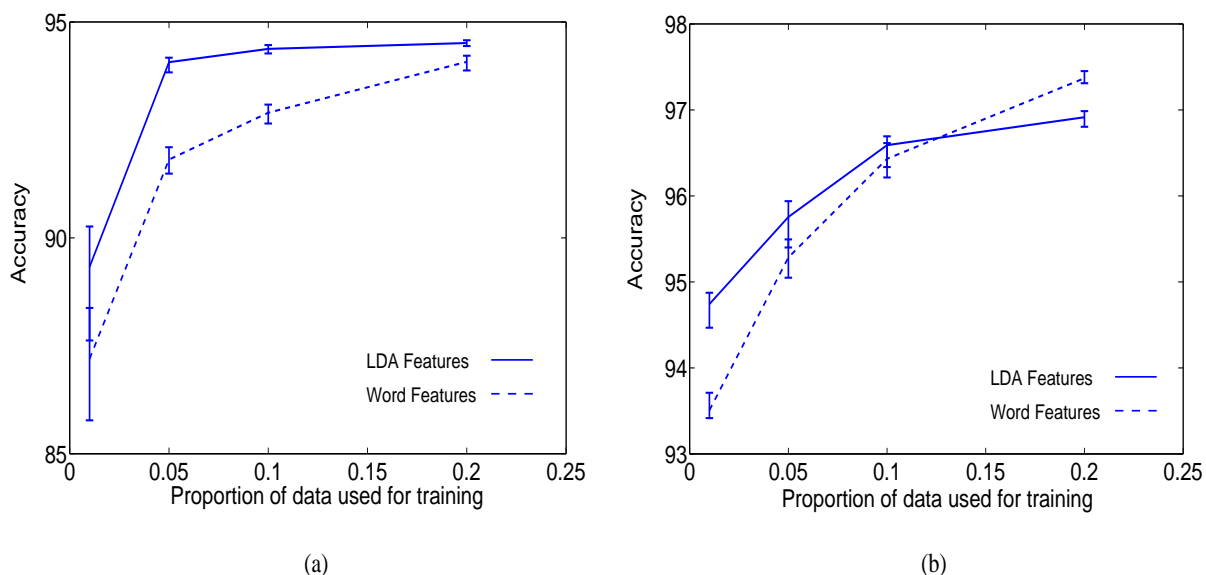 95
90
85
Accuracy
LDA Features
Word Features
0 0.05 0.1 0.15 0.2 0.25
Proportion of data used for training
(a)
98
97
96
95
94
93
Accuracy
LDA Features
Word Features
0 0.05 0.1 0.15 0.2 0.25
Proportion of data used for training
(b)